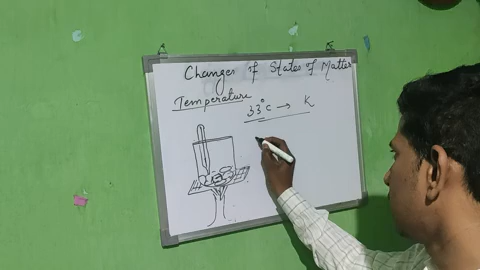 Changes of States of Matter
Temperature
33°C → K